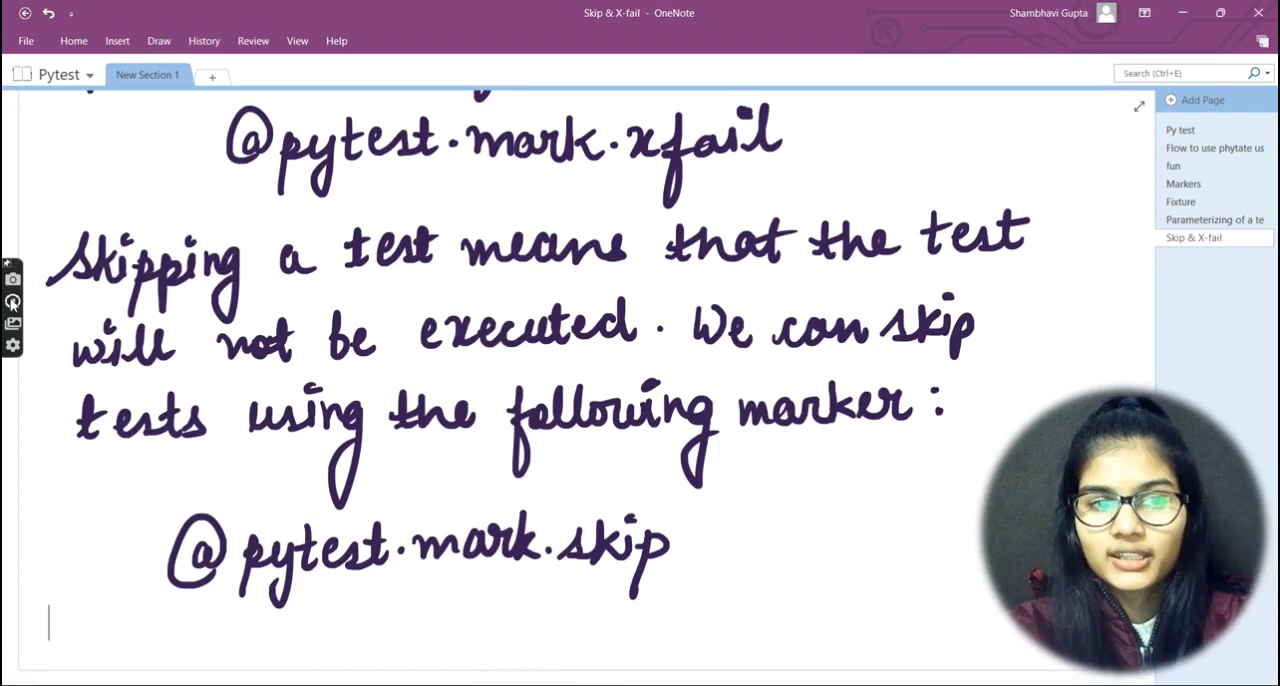 Skip & X-fail - OneNote
Shambhavi Gupta
File Home Insert Draw History Review View Help
Pytest
New Section 1
Search (Ctrl+E)
Add Page
Py test
Flow to use phytate us
fun
Markers
Fixture
Parameterizing of a te
Skip & X-fail
@pytest.mark.xfail
Skipping a test means that the test
will not be executed. We can skip
tests using the following marker :
@pytest.mark.skip